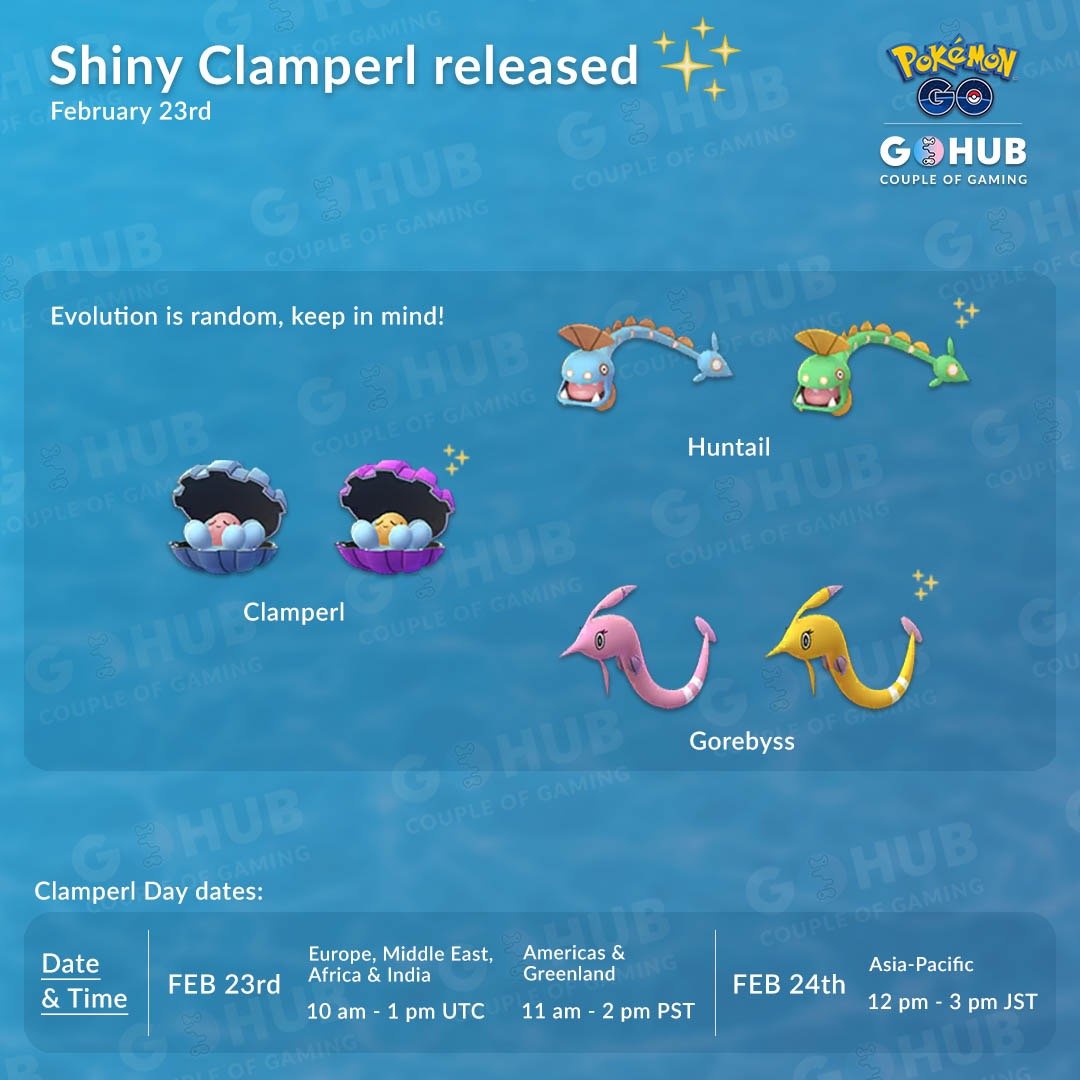 Shiny Clamperl released
February 23rd
POKÉMON
GO
GOHUB
COUPLE OF GAMING
Evolution is random, keep in mind!
Huntail
Clamperl
Gorebyss
Clamperl Day dates:
Date
& Time
FEB 23rd
Europe, Middle East,
Africa & India
10 am - 1 pm UTC
Americas &
Greenland
11 am - 2 pm PST
FEB 24th
Asia-Pacific
12 pm - 3 pm JST